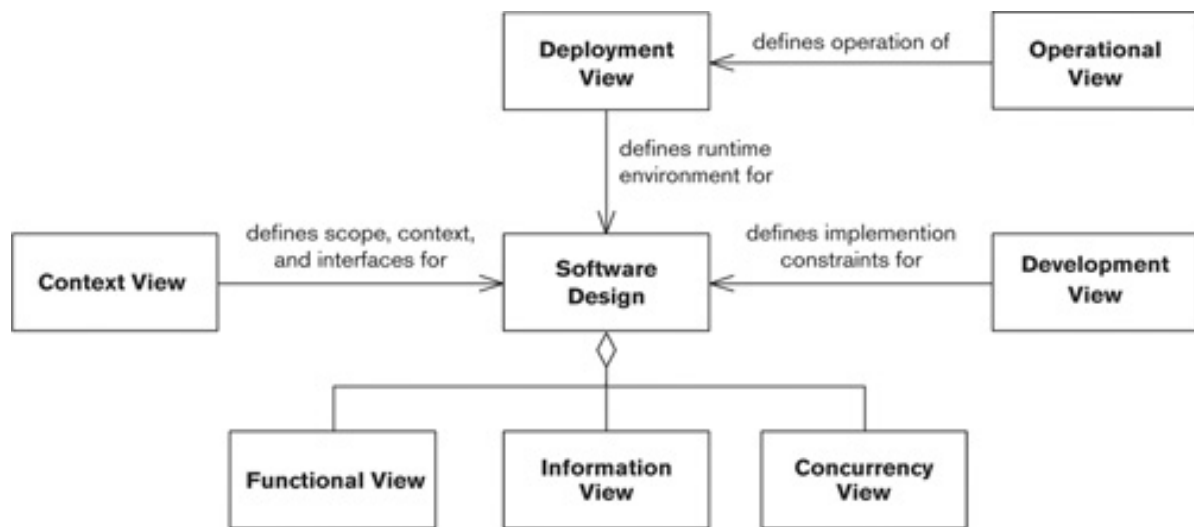 Deployment
View
defines operation of
Operational
View
defines runtime
environment for
Context View
defines scope, context,
and interfaces for
Software
Design
defines implemention
constraints for
Development
View
Functional View
Information
View
Concurrency
View